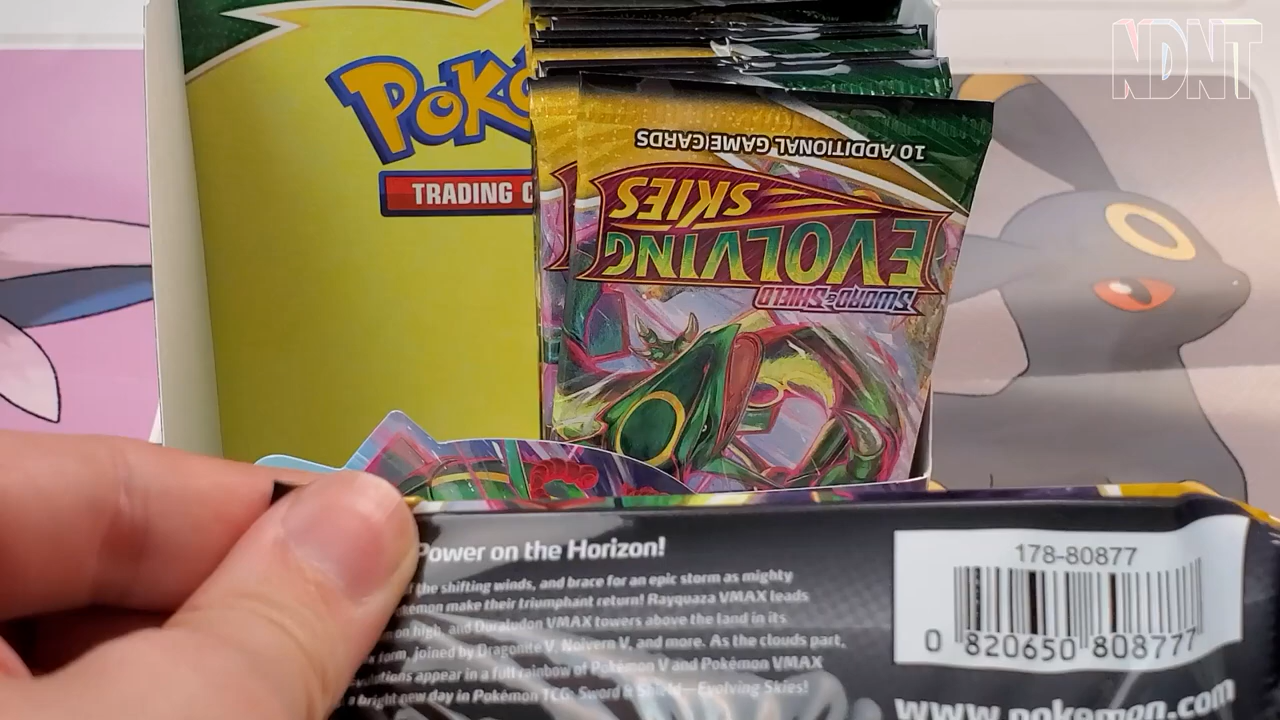 NDNT
POKÉ
TRADING C
10 ADDITIONAL GAME CARDS
EVOLVING
SKIES
SWORD & SHIELD
Power on the Horizon!
the shifting winds, and brace for an epic storm as mighty
make their triumphant return! Rayquaza VMAX leads
on high, and Duraludon VMAX towers above the land in its
form, joined by Dragonite V, Noivern V, and more. As the clouds part,
appear in a full rainbow of Pokémon V and Pokémon VMAX
a bright new day in Pokémon TCG: Sword & Shield—Evolving Skies!
178-80877
0 820650 808777
www.pokemon.com